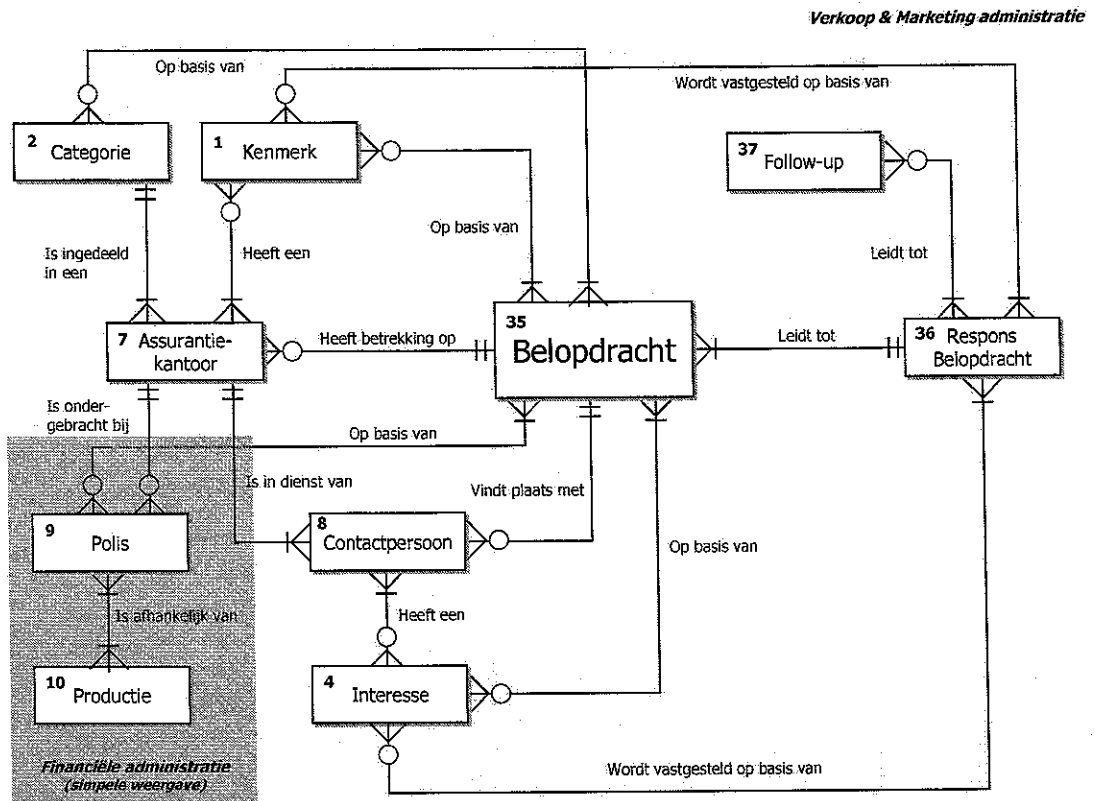 Verkoop & Marketing administratie
Op basis van
Wordt vastgesteld op basis van
2 Categorie
1 Kenmerk
37 Follow-up
Op basis van
Is ingedeeld
in een
Heeft een
Leidt tot
7 Assurantie-
kantoor
Heeft betrekking op
35
Belopdracht
Leidt tot
36 Respons
Belopdracht
Is onder-
gebracht bij
Op basis van
Is in dienst van
Vindt plaats met
9 Polis
8
Contactpersoon
Op basis van
Is afhankelijk van
Heeft een
10 Productie
4 Interesse
Financiële administratie
(simpele weergave)
Wordt vastgesteld op basis van